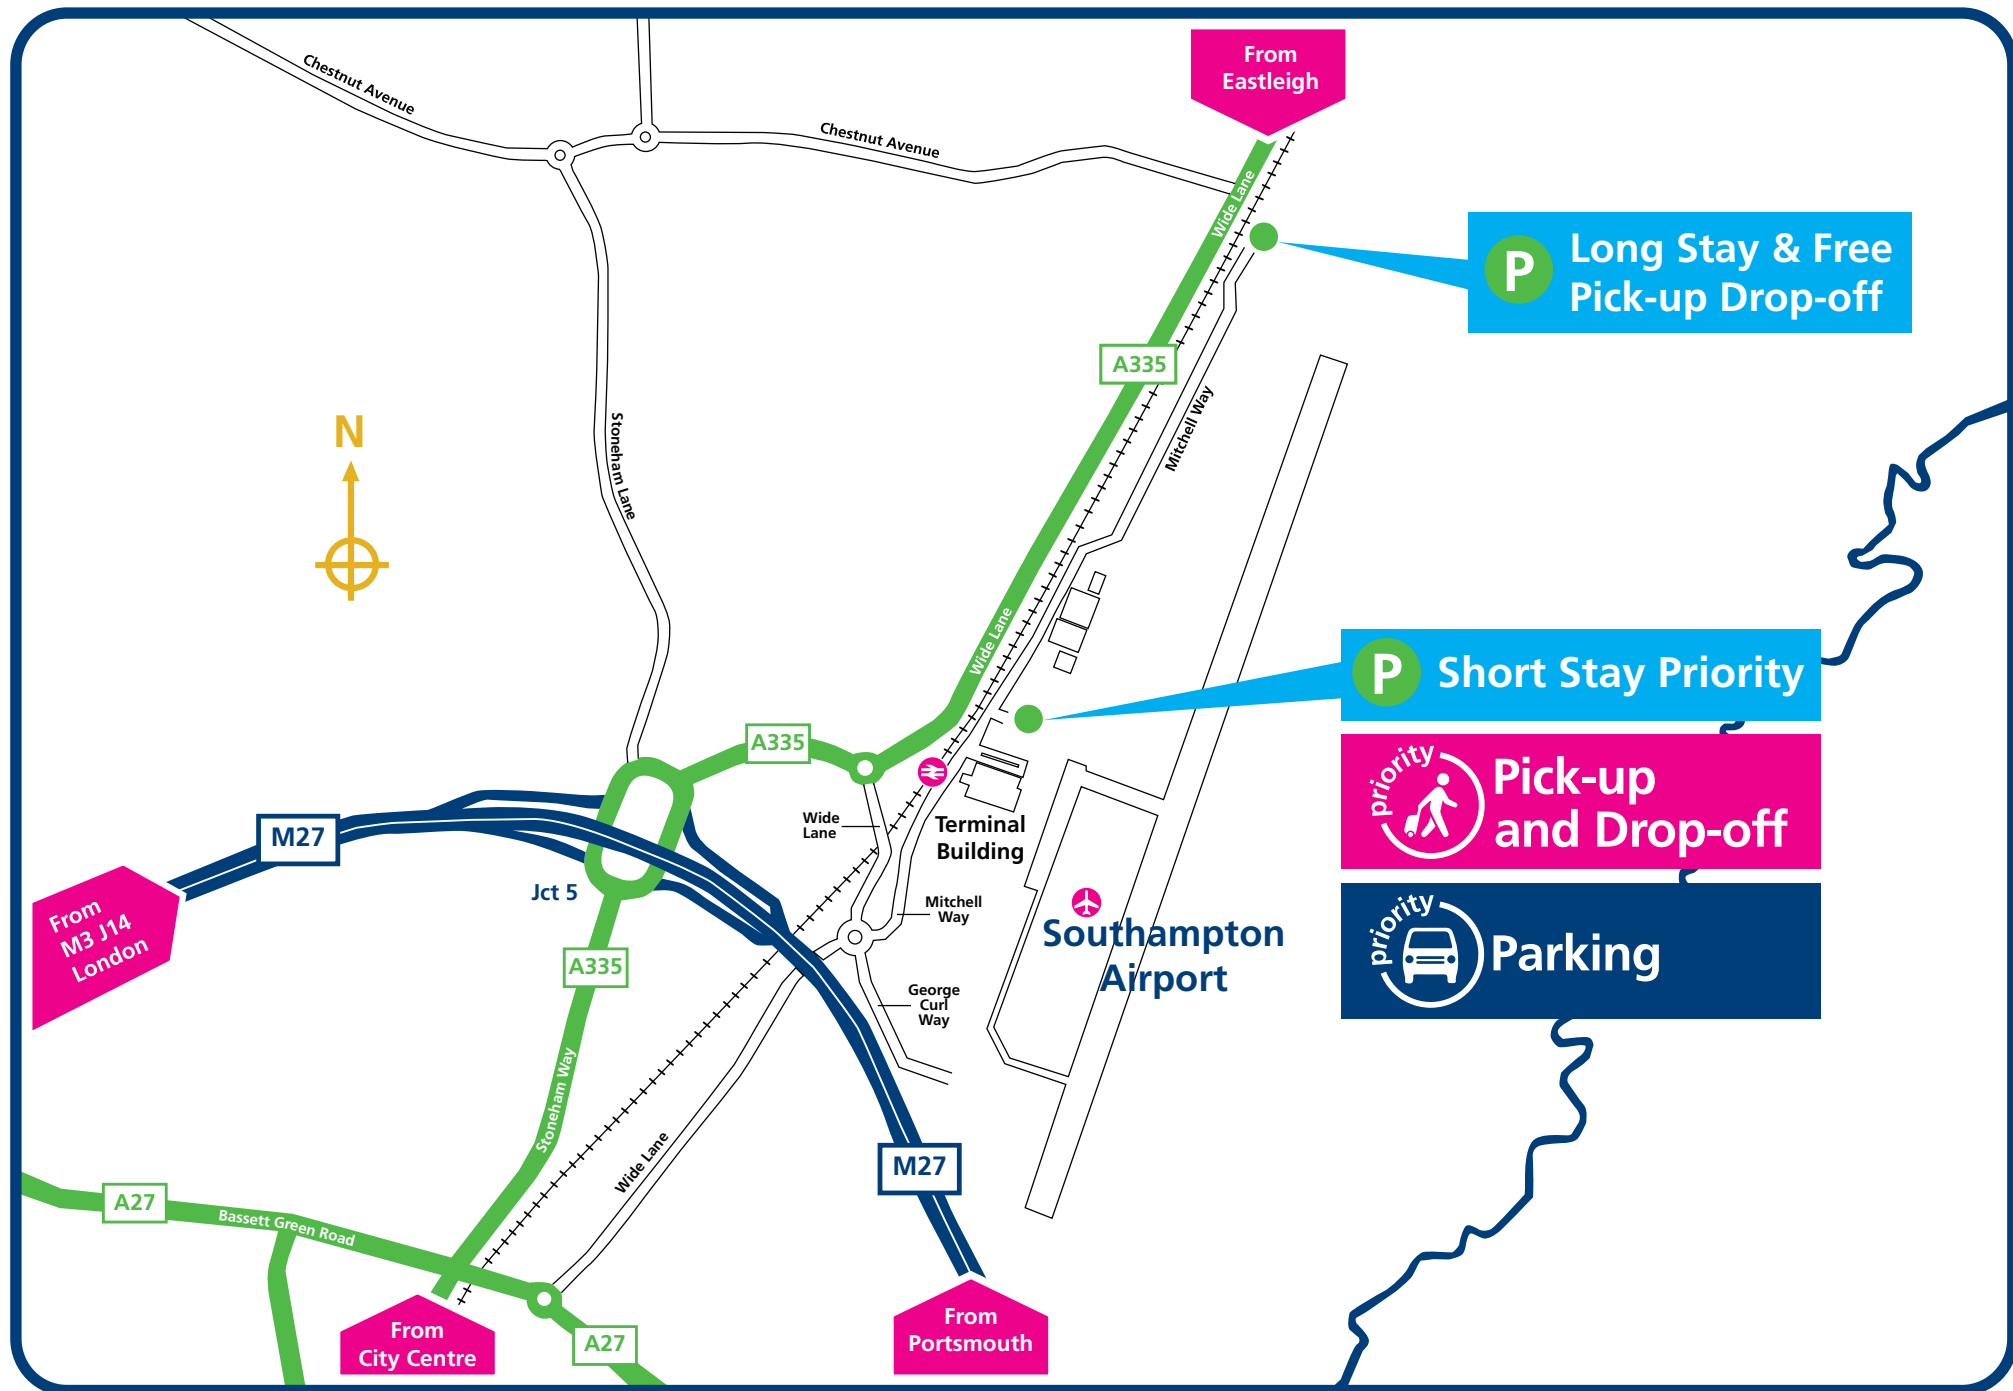 From
Eastleigh
Chestnut Avenue
Chestnut Avenue
Wide Lane
P
Long Stay & Free
Pick-up Drop-off
A335
N
Stoneham Lane
Mitchell Way
Wide Lane
P
Short Stay Priority
A335
priority
Pick-up
and Drop-off
M27
Wide
Lane
Terminal
Building
Jct 5
From
M3 J14
London
Mitchell
Way
Southampton
Airport
priority
Parking
A335
George
Curl
Way
Stoneham Way
Wide Lane
M27
A27
Bassett Green Road
From
City Centre
A27
From
Portsmouth